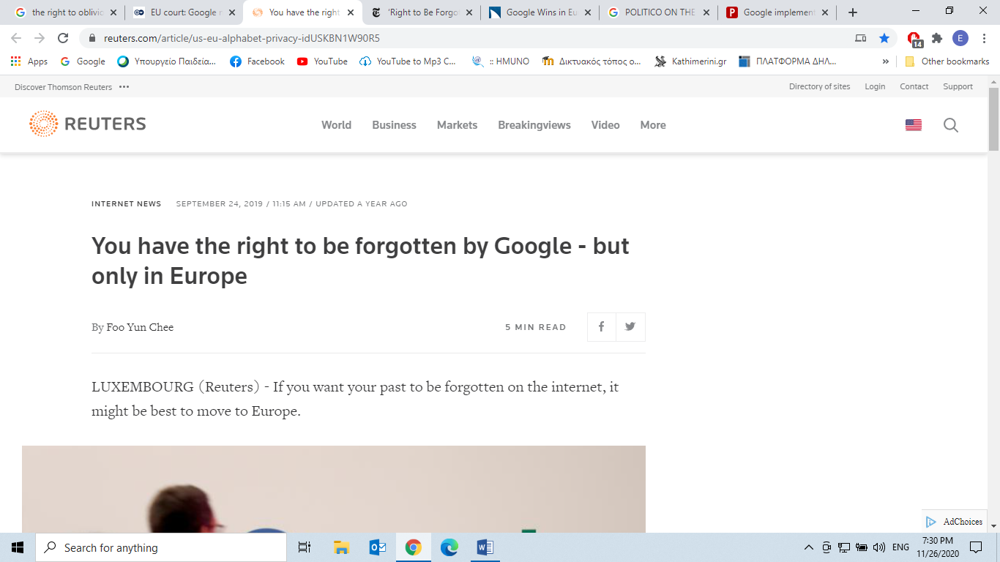 the right to oblivio
EU court: Google r
You have the right
'Right to Be Forgo
Google Wins in Eu
POLITICO ON THE
Google implement
reuters.com/article/us-eu-alphabet-privacy-idUSKBN1W90R5
14
E
Apps
Google
Υπουργείο Παιδεία...
Facebook
YouTube
YouTube to Mp3 C...
:: HMUNO
Δικτυακός τόπος ο...
Kathimerini.gr
ΠΛΑΤΦΟΡΜΑ ΔΗΛ...
»
Other bookmarks
Discover Thomson Reuters •••
Directory of sites
Login
Contact
Support
REUTERS
World
Business
Markets
Breakingviews
Video
More
INTERNET NEWS SEPTEMBER 24, 2019 / 11:15 AM / UPDATED A YEAR AGO
You have the right to be forgotten by Google - but
only in Europe
By Foo Yun Chee
5 MIN READ
LUXEMBOURG (Reuters) - If you want your past to be forgotten on the internet, it
might be best to move to Europe.
AdChoices
Search for anything
ENG
7:30 PM
11/26/2020